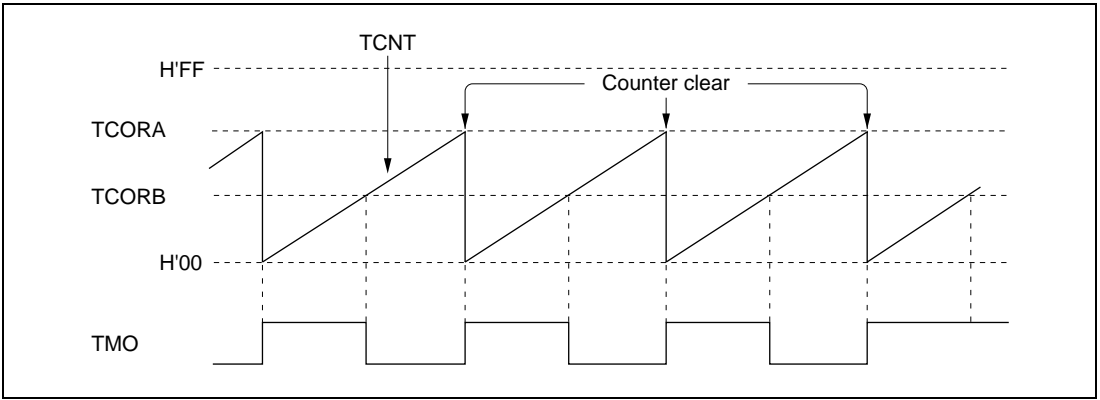 TCNT
H'FF
Counter clear
TCORA
TCORB
H'00
TMO